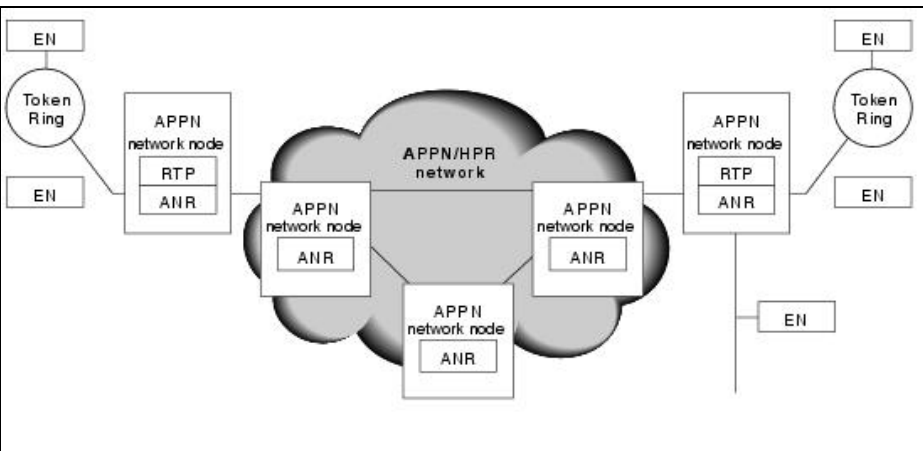 EN
Token
Ring
EN
APPN
network node
RTP
ANR
APPN
network node
ANR
APPN/HPR
network
APPN
network node
ANR
APPN
network node
ANR
APPN
network node
RTP
ANR
EN
Token
Ring
EN
EN